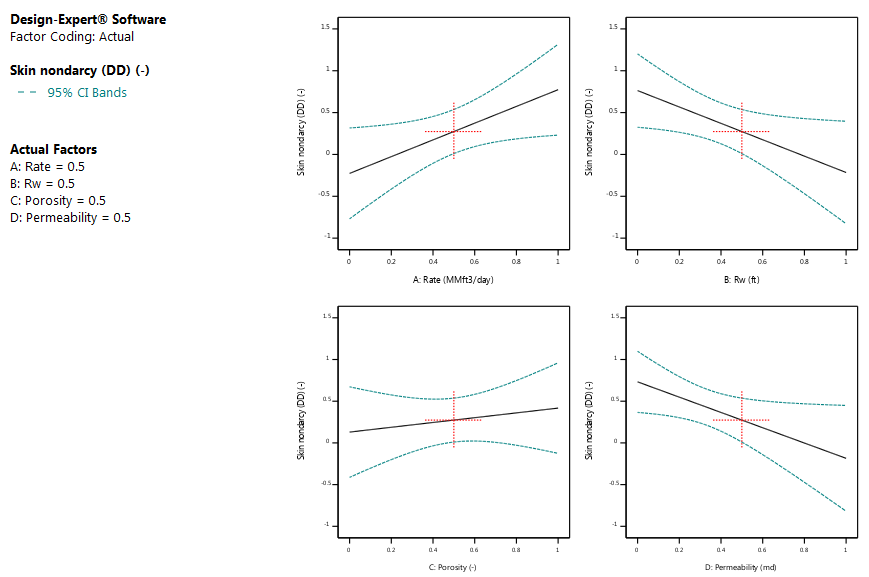 Design-Expert® Software
Factor Coding: Actual
Skin nondarcy (DD) (-)
95% CI Bands
Actual Factors
A: Rate = 0.5
B: Rw = 0.5
C: Porosity = 0.5
D: Permeability = 0.5
Skin nondarcy (DD) (-)
1.5
1
0.5
0
-0.5
-1
0 0.2 0.4 0.6 0.8 1
A: Rate (MMft3/day)
Skin nondarcy (DD) (-)
1.5
1
0.5
0
-0.5
-1
0 0.2 0.4 0.6 0.8 1
B: Rw (ft)
Skin nondarcy (DD) (-)
1.5
1
0.5
0
-0.5
-1
0 0.2 0.4 0.6 0.8 1
C: Porosity (-)
Skin nondarcy (DD) (-)
1.5
1
0.5
0
-0.5
-1
0 0.2 0.4 0.6 0.8 1
D: Permeability (md)